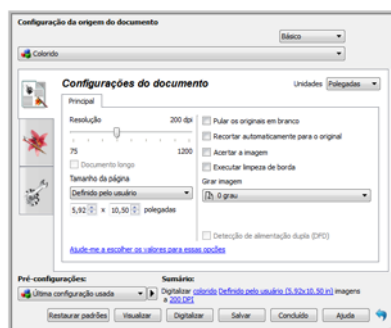 Configuração da origem do documento
Básico
Colorido
Configurações do documento
Unidades Polegadas
Principal
Resolução 200 dpi
75 1200
Documento longo
Tamanho da página
Definido pelo usuário
5,92 x 10,50 polegadas
Pular os originais em branco
Recortar automaticamente para o original
Acertar a imagem
Executar limpeza de borda
Girar imagem
0 grau
Detecção de alimentação dupla (DFD)
Ajude-me a escolher os valores para essas opções
Pré-configurações:
Última configuração usada
Sumário:
Digitalizar colorido Definido pelo usuário (5.92x10.50 in) imagens
a 200 DPI
Restaurar padrões Visualizar Digitalizar Salvar Concluído Ajuda